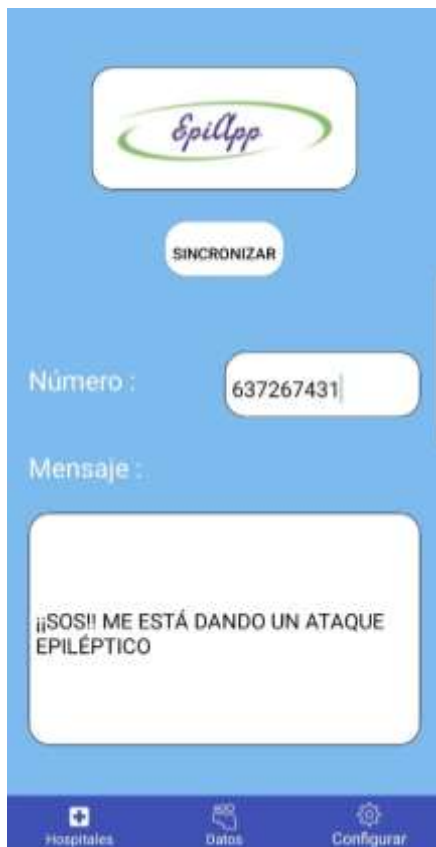 EpiApp
SINCRONIZAR
Número :
637267431
Mensaje :
¡¡SOS!! ME ESTÁ DANDO UN ATAQUE
EPILÉPTICO
Hospitales
Datos
Configurar